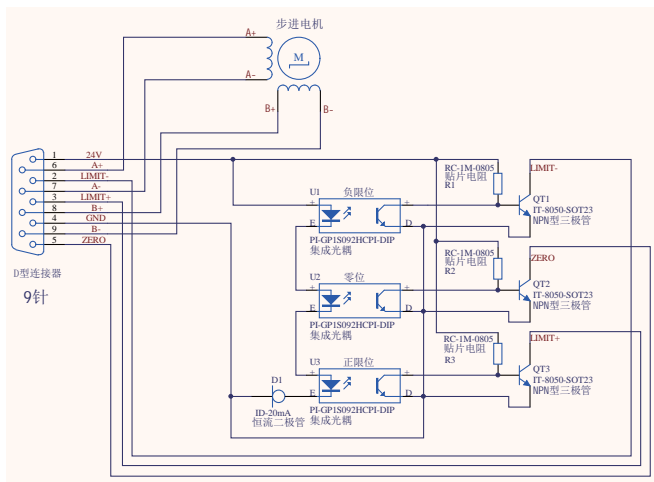 步进电机
A+
M
A-
B+
B-
1 24V
6 A+
2 LIMIT-
7 A-
3 LIMIT+
8 B+
4 GND
9 B-
5 ZERO
D型连接器
9针
RC-1M-0805
贴片电阻
R1
LIMIT-
QT1
IT-8050-SOT23
NPN型三极管
U1 负限位
+ +
E D
PI-GP1S092HCPI-DIP
集成光耦
RC-1M-0805
贴片电阻
R2
ZERO
QT2
IT-8050-SOT23
NPN型三极管
U2 零位
+ +
E D
PI-GP1S092HCPI-DIP
集成光耦
RC-1M-0805
贴片电阻
R3
LIMIT+
QT3
IT-8050-SOT23
NPN型三极管
U3 正限位
+ +
E D
PI-GP1S092HCPI-DIP
集成光耦
D1
ID-20mA
恒流二极管